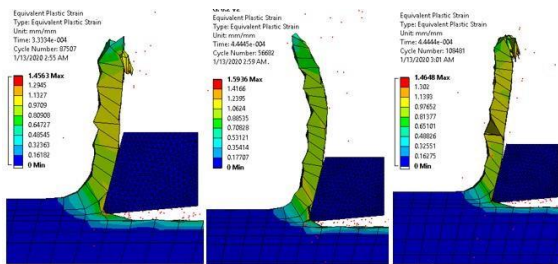 Equivalent Plastic Strain
Type: Equivalent Plastic Strain
Unit: mm/mm
Time: 3.3334e-004
Cycle Number: 87507
1/13/2020 2:55 AM
1.4563 Max
1.2945
1.1327
0.9709
0.80908
0.64727
0.48545
0.32363
0.16182
0 Min
Equivalent Plastic Strain
Type: Equivalent Plastic Strain
Unit: mm/mm
Time: 4.4445e-004
Cycle Number: 56682
1/13/2020 2:59 AM
1.5936 Max
1.4166
1.2395
1.0624
0.88535
0.70828
0.53121
0.35414
0.17707
0 Min
Equivalent Plastic Strain
Type: Equivalent Plastic Strain
Unit: mm/mm
Time: 4.4444e-004
Cycle Number: 108481
1/13/2020 3:01 AM
1.4648 Max
1.302
1.1393
0.97652
0.81377
0.65101
0.48826
0.32551
0.16275
0 Min